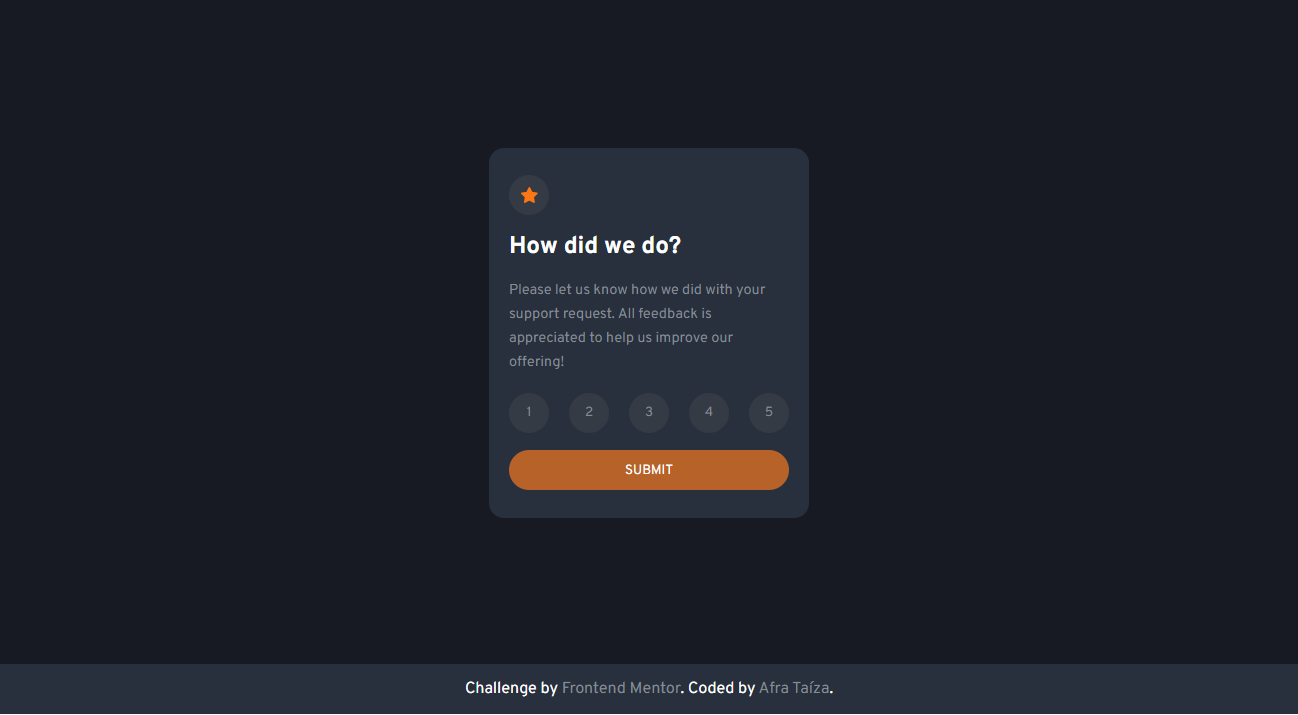 How did we do?
Please let us know how we did with your
support request. All feedback is
appreciated to help us improve our
offering!
1 2 3 4 5
SUBMIT
Challenge by Frontend Mentor. Coded by Afra Taíza.